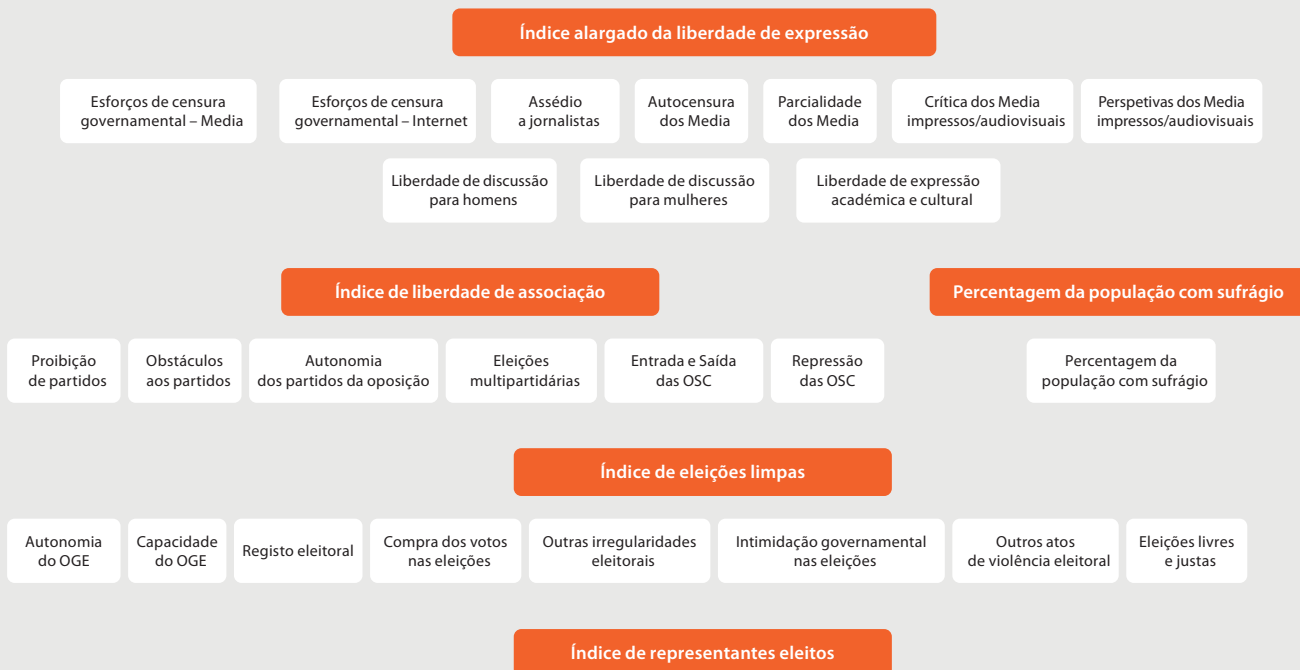 Índice alargado da liberdade de expressão
Esforços de censura
governamental – Media
Esforços de censura
governamental – Internet
Assédio
a jornalistas
Autocensura
dos Media
Parcialidade
dos Media
Crítica dos Media
impressos/audiovisuais
Perspetivas dos Media
impressos/audiovisuais
Liberdade de discussão
para homens
Liberdade de discussão
para mulheres
Liberdade de expressão
académica e cultural
Índice de liberdade de associação
Percentagem da população com sufrágio
Proibição
de partidos
Obstáculos
aos partidos
Autonomia
dos partidos da oposição
Eleições
multipartidárias
Entrada e Saída
das OSC
Repressão
das OSC
Percentagem da
população com sufrágio
Índice de eleições limpas
Autonomia
do OGE
Capacidade
do OGE
Registo eleitoral
Compra dos votos
nas eleições
Outras irregularidades
eleitorais
Intimidação governamental
nas eleições
Outros atos
de violência eleitoral
Eleições livres
e justas
Índice de representantes eleitos